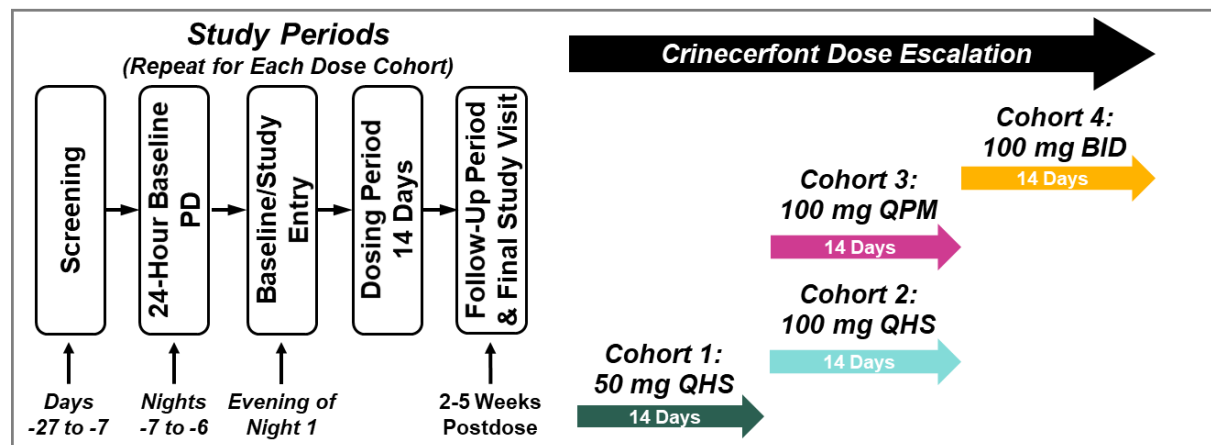 Study Periods
(Repeat for Each Dose Cohort)
Screening
24-Hour Baseline
PD
Baseline/Study
Entry
Dosing Period
14 Days
Follow-Up Period
& Final Study Visit
Days
-27 to -7
Nights
-7 to -6
Evening of
Night 1
2-5 Weeks
Postdose
Crinecerfont Dose Escalation
Cohort 1:
50 mg QHS
14 Days
Cohort 2:
100 mg QHS
14 Days
Cohort 3:
100 mg QPM
14 Days
Cohort 4:
100 mg BID
14 Days